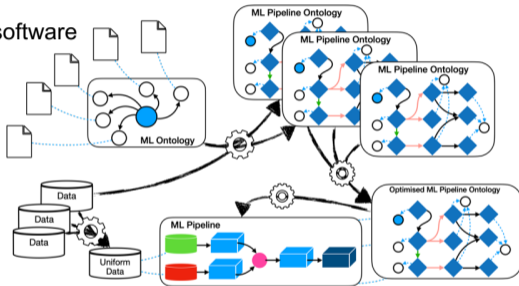 software
ML Pipeline Ontology
ML Pipeline Ontology
ML Pipeline Ontology
ML Ontology
Data
Data
Data
Uniform
Data
ML Pipeline
Optimised ML Pipeline Ontology